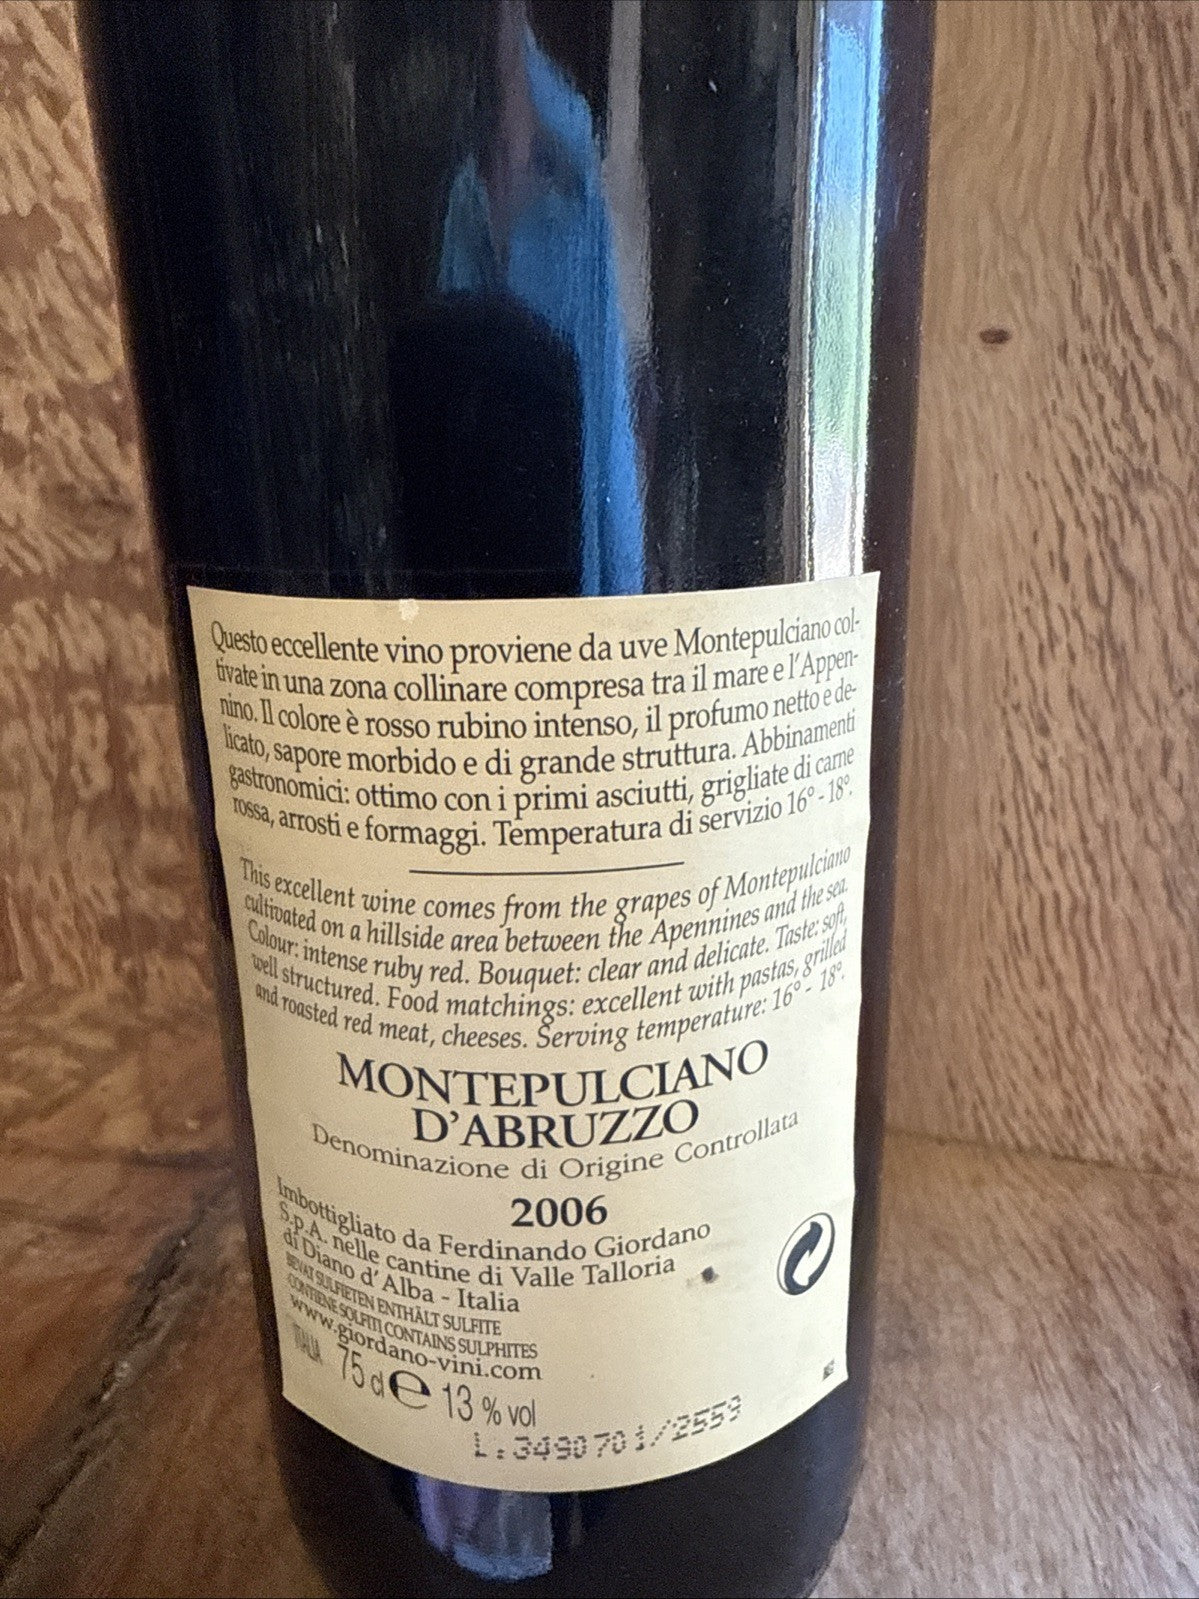 Questo eccellente vino proviene da uve Montepulciano col-
tivate in una zona collinare compresa tra il mare e l'Appen-
nino. Il colore è rosso rubino intenso, il profumo netto e de-
licato, sapore morbido e di grande struttura. Abbinamenti
gastronomici: ottimo con i primi asciutti, grigliate di carne
rossa, arrosti e formaggi. Temperatura di servizio 16°-18°.
This excellent wine comes from the grapes of Montepulciano
cultivated on a hillside area between the Apennines and the sea.
Colour: intense ruby red. Bouquet: clear and delicate. Taste: soft,
well structured. Food matchings: excellent with pastas, grilled
and roasted red meat, cheeses. Serving temperature: 16° - 18°.
MONTEPULCIANO
D'ABRUZZO
Denominazione di Origine Controllata
2006
Imbottigliato da Ferdinando Giordano
S.p.A. nelle cantine di Valle Talloria
di Diano d'Alba - Italia
BEVAT SULFIETEN ENTHÄLT SULFITE
CONTIENE SOLFITI CONTAINS SULPHITES
www.giordano-vini.com
ITALIA 75 cl e 13 % vol
L:3490701/2559